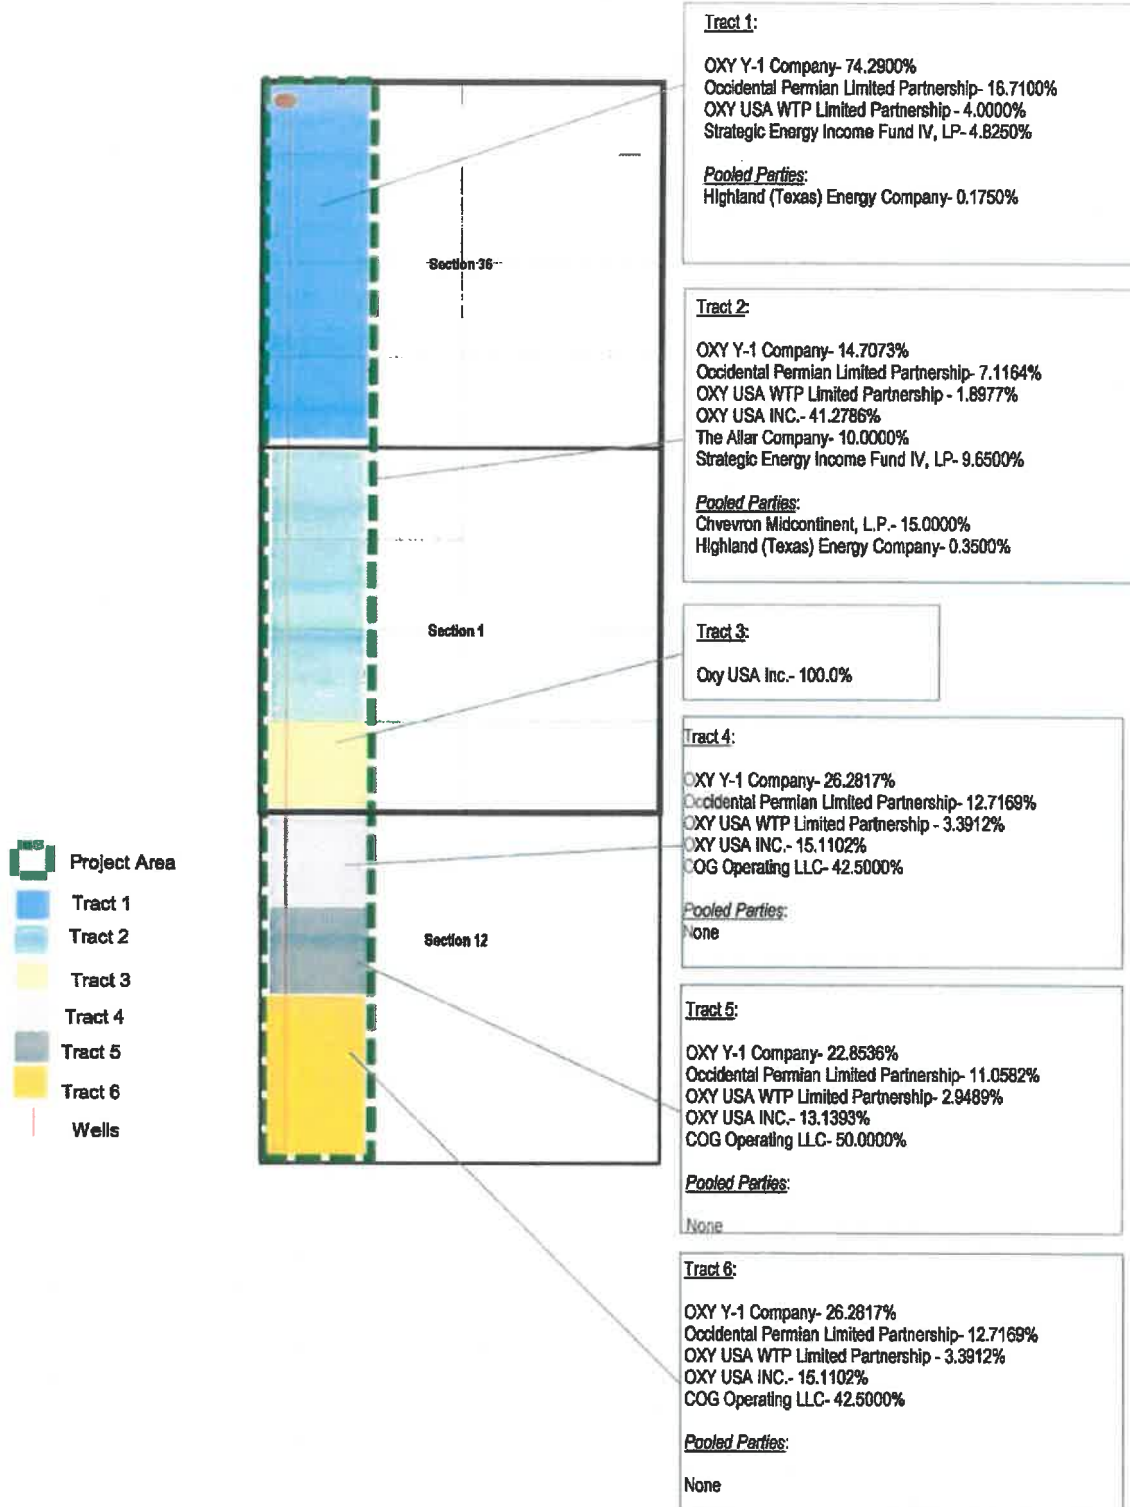 Tract 1:
OXY Y-1 Company- 74.2900%
Occidental Permian Limited Partnership- 16.7100%
OXY USA WTP Limited Partnership - 4.0000%
Strategic Energy Income Fund IV, LP- 4.8250%
Pooled Parties:
Highland (Texas) Energy Company- 0.1750%
Section 36
Tract 2:
OXY Y-1 Company- 14.7073%
Occidental Permian Limited Partnership- 7.1164%
OXY USA WTP Limited Partnership - 1.8977%
OXY USA INC.- 41.2786%
The Allar Company- 10.0000%
Strategic Energy Income Fund IV, LP- 9.6500%
Pooled Parties:
Chvevron Midcontinent, L.P.- 15.0000%
Highland (Texas) Energy Company- 0.3500%
Section 1
Tract 3:
Oxy USA Inc.- 100.0%
Tract 4:
OXY Y-1 Company- 26.2817%
Occidental Permian Limited Partnership- 12.7169%
OXY USA WTP Limited Partnership - 3.3912%
OXY USA INC.- 15.1102%
COG Operating LLC- 42.5000%
Pooled Parties:
None
Section 12
Project Area
Tract 1
Tract 2
Tract 3
Tract 4
Tract 5
Tract 6
Wells
Tract 5:
OXY Y-1 Company- 22.8536%
Occidental Permian Limited Partnership- 11.0582%
OXY USA WTP Limited Partnership- 2.9489%
OXY USA INC.- 13.1393%
COG Operating LLC- 50.0000%
Pooled Parties:
None
Tract 6:
OXY Y-1 Company- 26.2817%
Occidental Permian Limited Partnership- 12.7169%
OXY USA WTP Limited Partnership - 3.3912%
OXY USA INC.- 15.1102%
COG Operating LLC- 42.5000%
Pooled Parties:
None